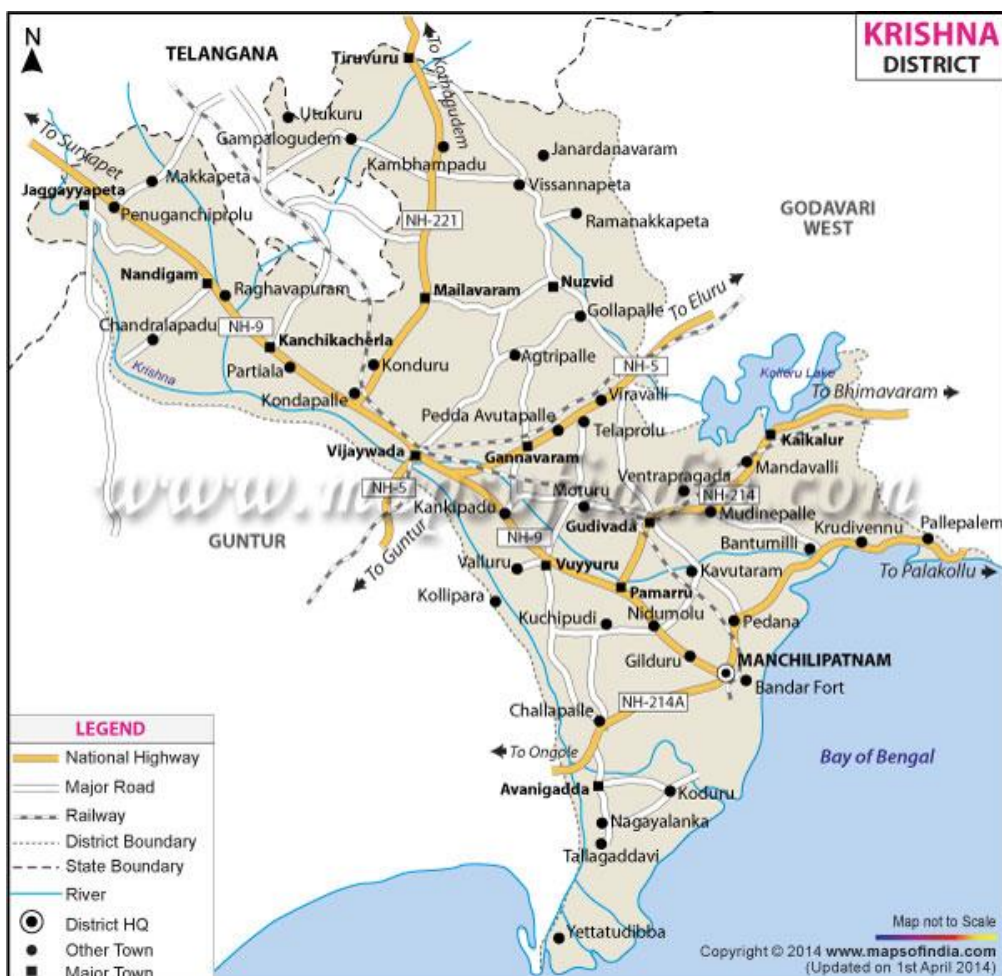 N
TELANGANA
KRISHNA
DISTRICT
Tiruvuru
To Kothagudem
Utukuru
Gampalogudem
Kambhampadu
Janardanavaram
To Suryapet
Makkapeta
Vissannapeta
Jaggayyapeta
Penuganchiprolu
NH-221
Ramanakkapeta
GODAVARI
WEST
Nandigam
Raghavapuram
Mailavaram
Nuzvid
Gollapalle
To Eluru
Chandralapadu
NH-9
Kanchikacherla
Agtripalle
NH-5
Kolleru Lake
Krishna
Partiala
Konduru
To Bhimavaram
Kondapalle
Viravalli
Pedda Avutapalle
Telaprolu
Kaikalur
Vijaywada
Gannavaram
Mandavalli
www.mapsofindia.com
Ventrapragada
NH-5
Moturu
NH-214
Kankipadu
Gudivada
Mudinepalle
Krudivennu
Pallepalem
GUNTUR
To Guntur
NH-9
Bantumilli
Valluru
Vuyyuru
Kavutaram
To Palakollu
Kollipara
Pamarru
Kuchipudi
Nidumolu
Pedana
Gilduru
MANCHILIPATNAM
Bandar Fort
NH-214A
Challapalle
To Ongole
Bay of Bengal
Avanigadda
Koduru
Nagayalanka
Tallagaddavi
Yettatudibba
LEGEND
National Highway
Major Road
Railway
District Boundary
State Boundary
River
District HQ
Other Town
Major Town
Map not to Scale
Copyright © 2014 www.mapsofindia.com
(Updated on 1st April 2014)